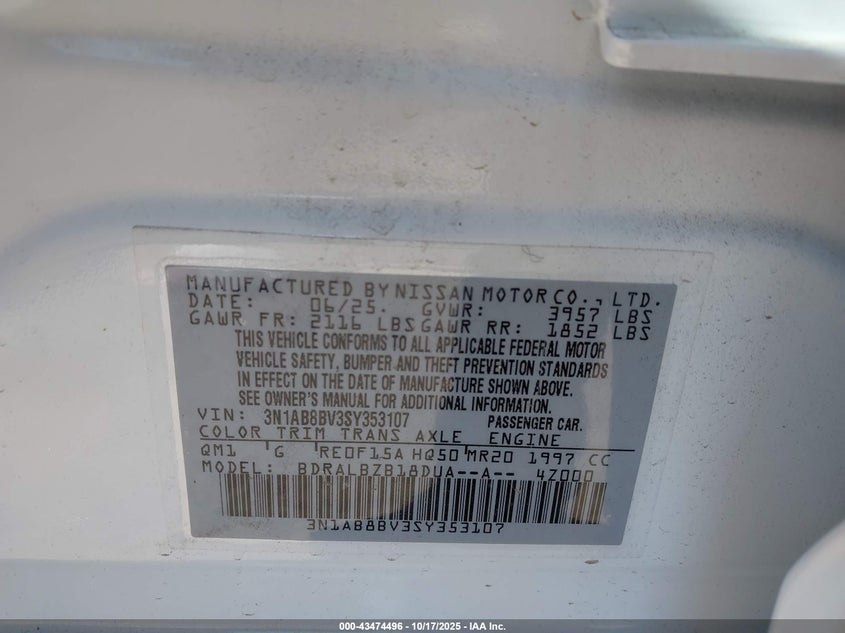 MANUFACTURED BY NISSAN MOTOR CO., LTD.
DATE: 06/25. GVWR: 3957 LBS
GAWR FR: 2116 LBS GAWR RR: 1852 LBS
THIS VEHICLE CONFORMS TO ALL APPLICABLE FEDERAL MOTOR
VEHICLE SAFETY, BUMPER AND THEFT PREVENTION STANDARDS
IN EFFECT ON THE DATE OF MANUFACTURE SHOWN ABOVE.
SEE OWNER'S MANUAL FOR ADDITIONAL INFORMATION.
VIN: 3N1AB8BV3SY353107 PASSENGER CAR.
COLOR TRIM TRANS AXLE ENGINE
QM1 G RE0F15A HQ50 MR20 1997 CC
MODEL: BDRALBZB18DUA--A-- 4Z000
3N1AB8BV3SY353107
000-43474496 - 10/17/2025 - IAA Inc.